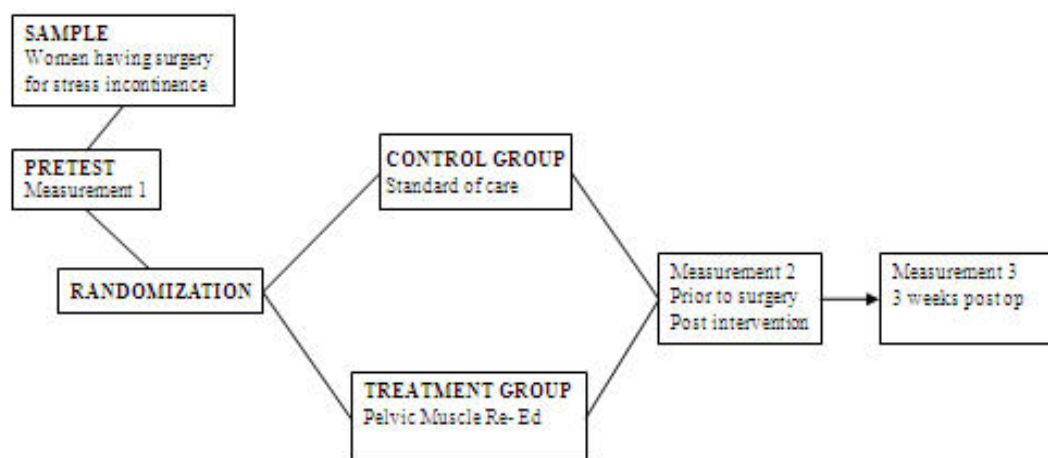 SAMPLE
Women having surgery
for stress incontinence
PRETEST
Measurement 1
RANDOMIZATION
CONTROL GROUP
Standard of care
TREATMENT GROUP
Pelvic Muscle Re- Ed
Measurement 2
Prior to surgery
Post intervention
Measurement 3
3 weeks post op